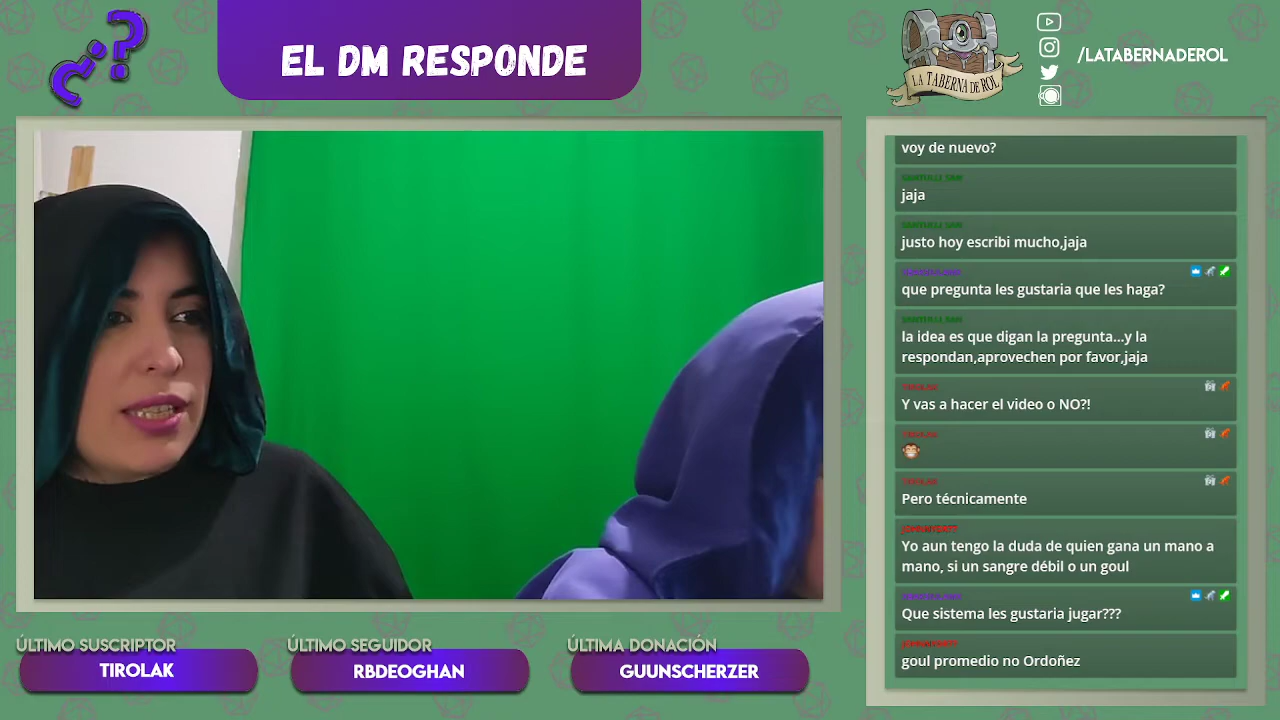 EL DM RESPONDE
LA TABERNA DE ROL
/LATABERNADEROL
voy de nuevo?
jaja
justo hoy escribi mucho,jaja
que pregunta les gustaria que les haga?
la idea es que digan la pregunta...y la
respondan,aprovechen por favor,jaja
Y vas a hacer el video o NO?!
Pero técnicamente
Yo aun tengo la duda de quien gana un mano a
mano, si un sangre débil o un goul
Que sistema les gustaria jugar???
goul promedio no Ordoñez
ÚLTIMO SUSCRIPTOR
TIROLAK
ÚLTIMO SEGUIDOR
RBDEOGHAN
ÚLTIMA DONACIÓN
GUUNSCHERZER